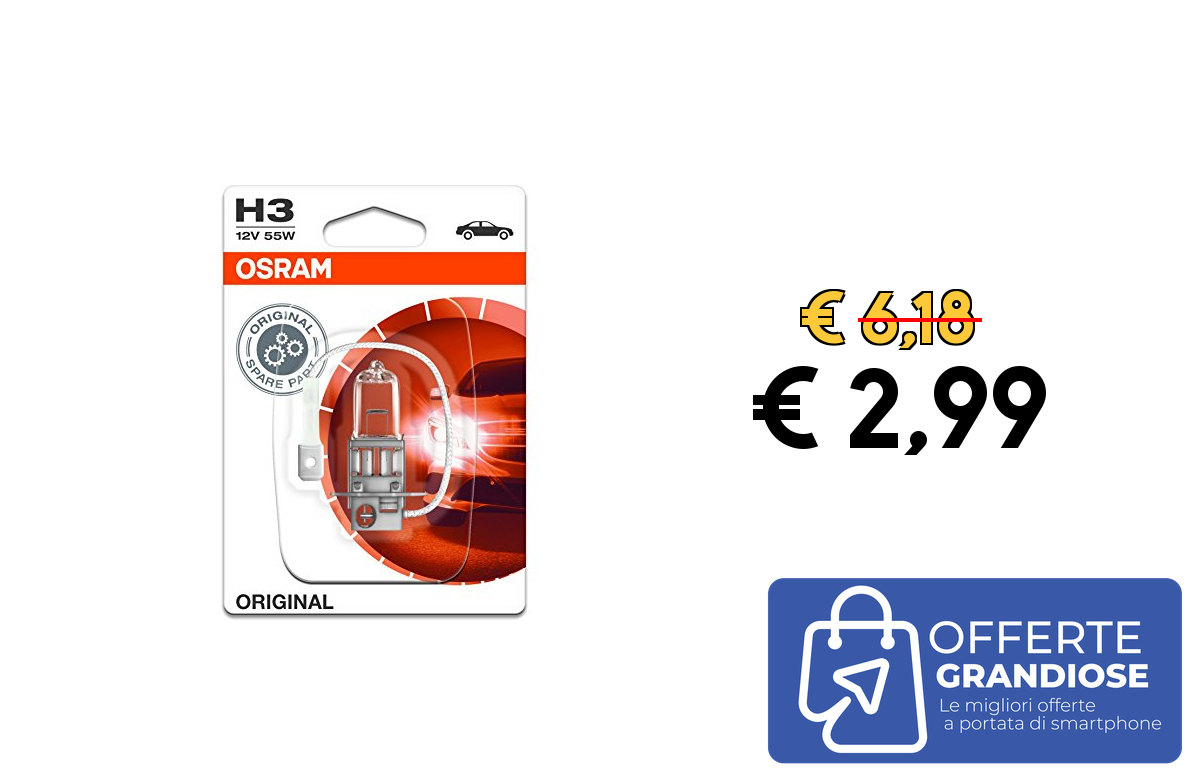 H3
12V 55W
OSRAM
ORIGINAL
SPARE PART
ORIGINAL
€ 6,18
€ 2,99
OFFERTE
GRANDIOSE
Le migliori offerte
a portata di smartphone